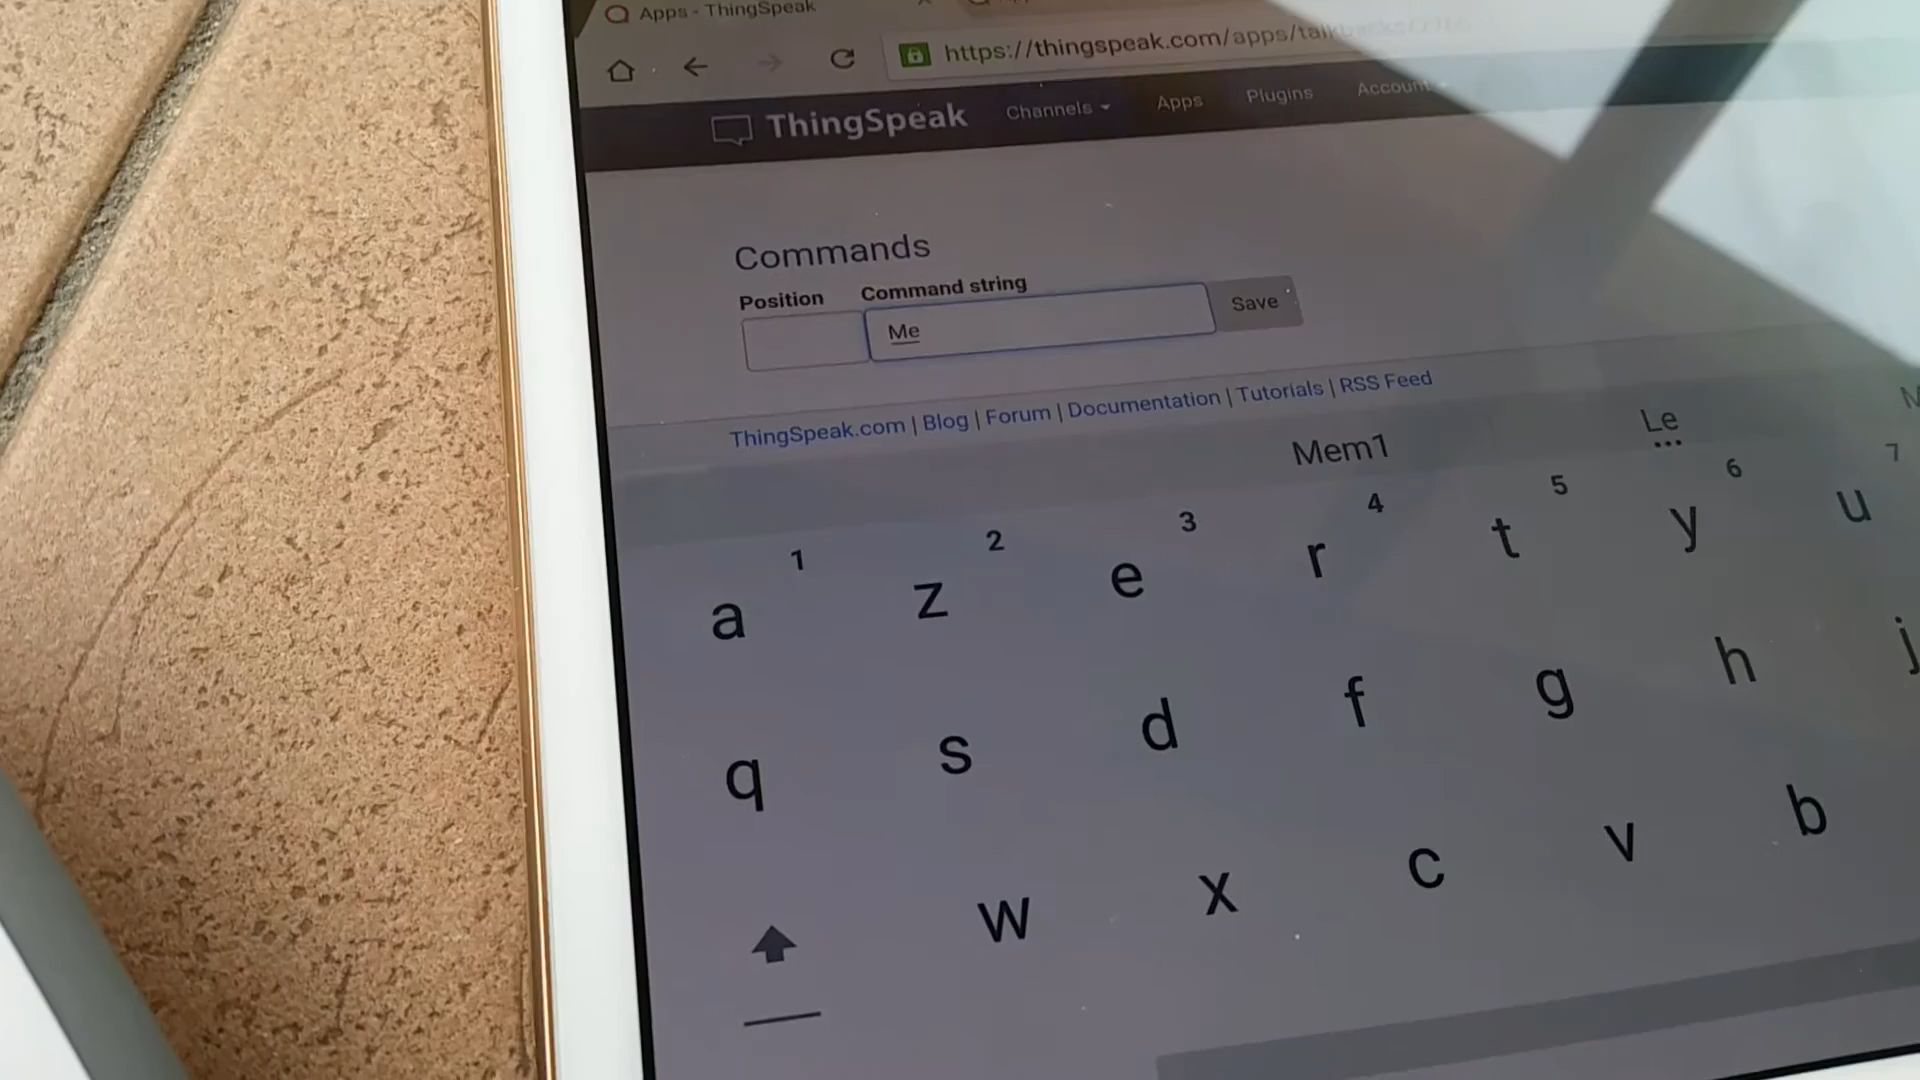 Apps - ThingSpeak
https://thingspeak.com/apps/talkbacks
ThingSpeak Channels Apps Plugins Account
Commands
Position Command string
Me Save
ThingSpeak.com | Blog | Forum | Documentation | Tutorials | RSS Feed
Mem1 Le
1 2 3 4 5 6 7
a z e r t y u
q s d f g h j
w x c v b